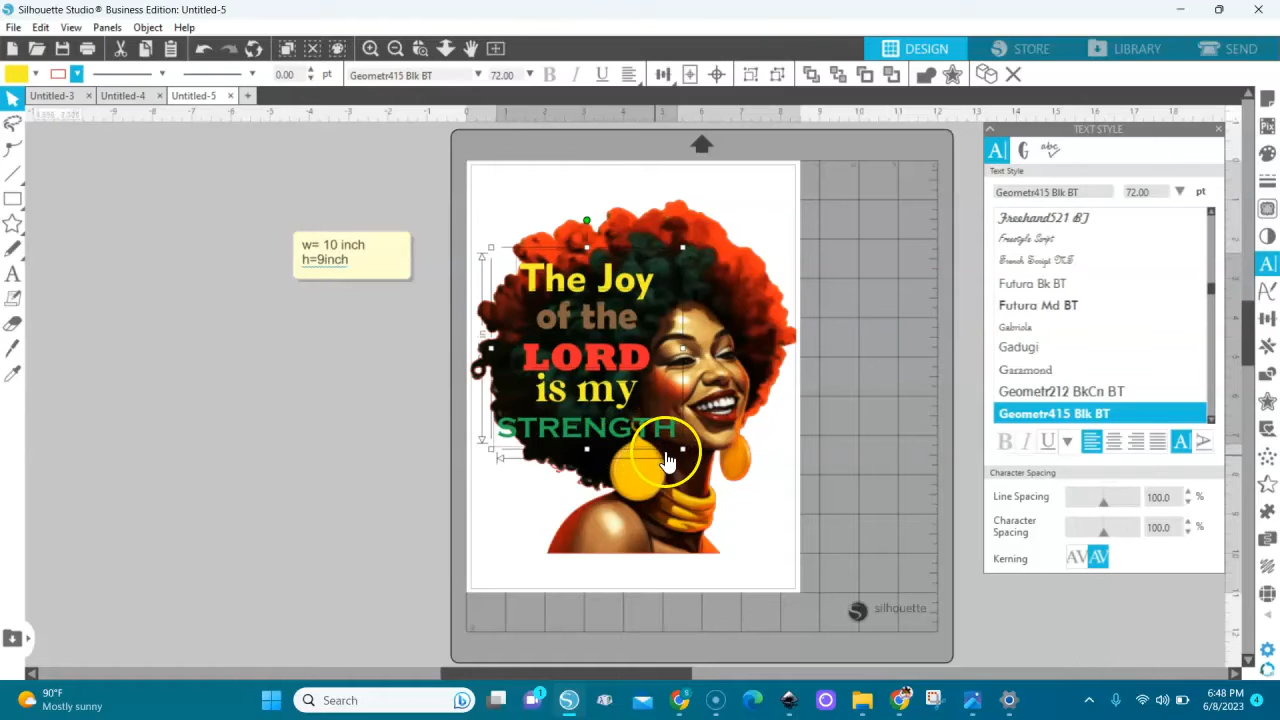 Silhouette Studio® Business Edition: Untitled-5
File Edit View Panels Object Help
DESIGN STORE LIBRARY SEND
0.00 pt Geometr415 Blk BT 72.00 B I U
Untitled-3 × Untitled-4 × Untitled-5 × +
TEXT STYLE
Text Style
Geometr415 Blk BT 72.00 pt
Freehand521 BT
Freestyle Script
French Script MT
Futura Bk BT
Futura Md BT
Gabriola
Gadugi
Garamond
Geometr212 BkCn BT
Geometr415 Blk BT
B I U
Character Spacing
Line Spacing 100.0 %
Character Spacing 100.0 %
Kerning AV AV
w= 10 inch
h=9inch
The Joy
of the
LORD
is my
STRENGTH
silhouette
90°F
Mostly sunny
Search
6:48 PM
6/8/2023